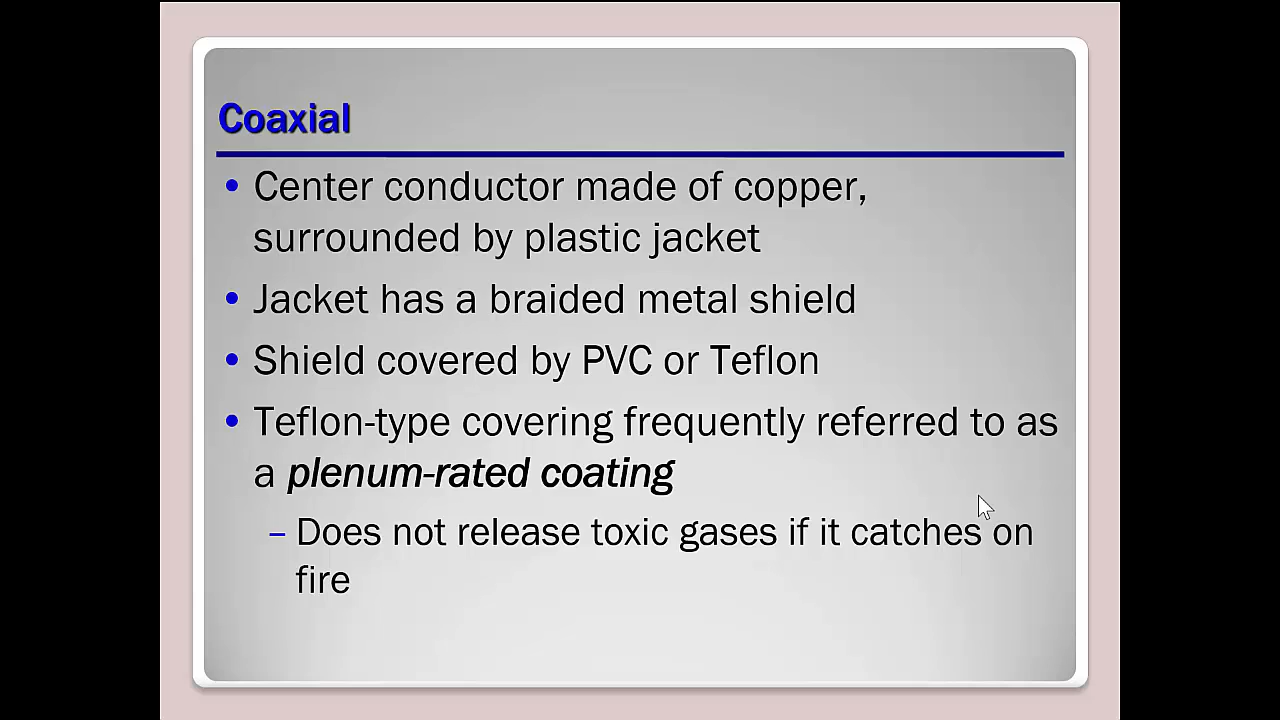 Coaxial
• Center conductor made of copper,
surrounded by plastic jacket
• Jacket has a braided metal shield
• Shield covered by PVC or Teflon
• Teflon-type covering frequently referred to as
a plenum-rated coating
– Does not release toxic gases if it catches on
fire